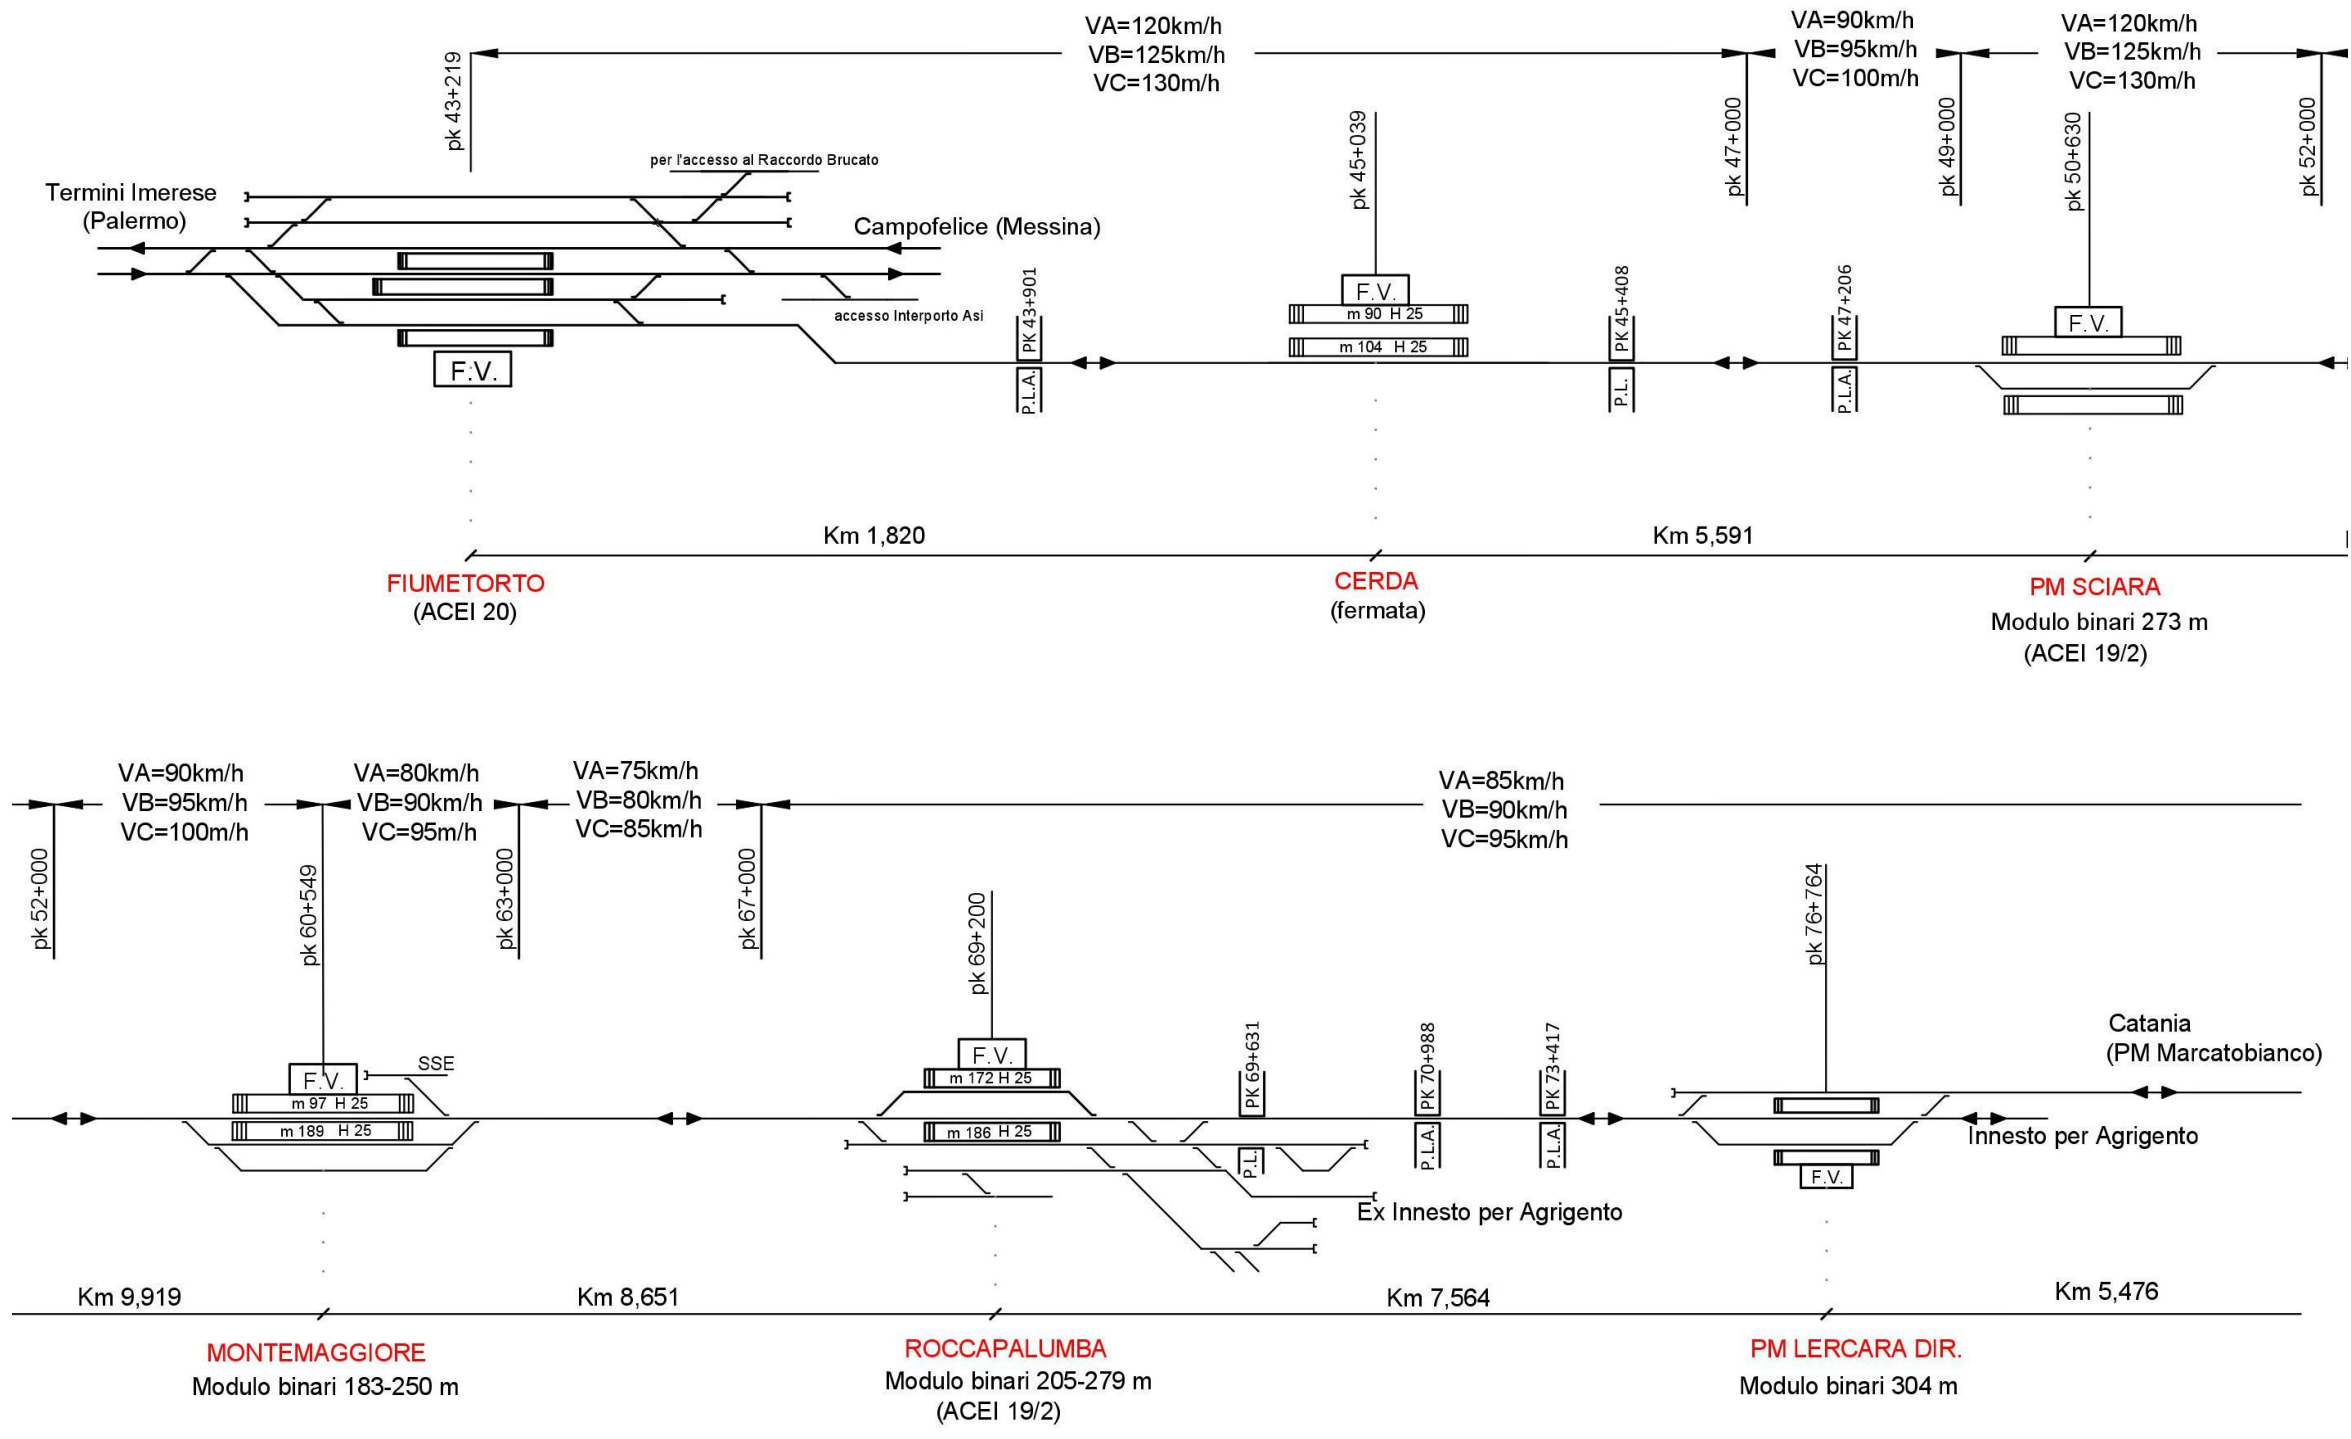 VA=120km/h
VB=125km/h
VC=130m/h
VA=90km/h
VB=95km/h
VC=100m/h
VA=120km/h
VB=125km/h
VC=130m/h
pk 43+219
pk 45+039
pk 47+000
pk 49+000
pk 50+630
pk 52+000
per l'accesso al Raccordo Brucato
Termini Imerese
(Palermo)
Campofelice (Messina)
accesso Interporto Asi
F.V.
PK 43+901
P.L.A.
F.V.
m 90 H 25
m 104 H 25
PK 45+408
P.L.
PK 47+206
P.L.A.
F.V.
Km 1,820
Km 5,591
FIUMETORTO
(ACEI 20)
CERDA
(fermata)
PM SCIARA
Modulo binari 273 m
(ACEI 19/2)
VA=90km/h
VB=95km/h
VC=100m/h
VA=80km/h
VB=90km/h
VC=95m/h
VA=75km/h
VB=80km/h
VC=85km/h
VA=85km/h
VB=90km/h
VC=95km/h
pk 52+000
pk 60+549
pk 63+000
pk 67+000
pk 69+200
pk 76+764
F.V.
SSE
m 97 H 25
m 189 H 25
F.V.
m 172 H 25
m 186 H 25
PK 69+631
P.L.
PK 70+988
P.L.A.
PK 73+417
P.L.A.
Catania
(PM Marcatobianco)
Innesto per Agrigento
F.V.
Ex Innesto per Agrigento
Km 9,919
Km 8,651
Km 7,564
Km 5,476
MONTEMAGGIORE
Modulo binari 183-250 m
ROCCAPALUMBA
Modulo binari 205-279 m
(ACEI 19/2)
PM LERCARA DIR.
Modulo binari 304 m